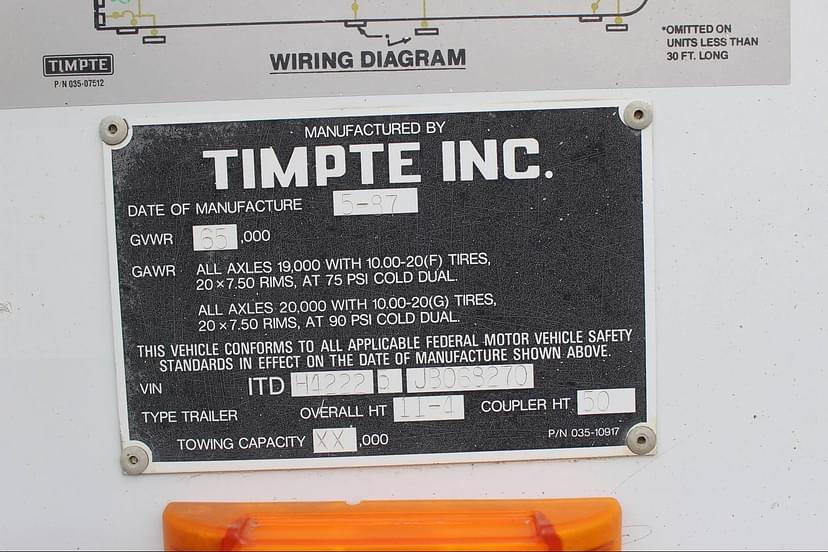 TIMPTE
P/N 035-07512
WIRING DIAGRAM
*OMITTED ON
UNITS LESS THAN
30 FT. LONG
MANUFACTURED BY
TIMPTE INC.
DATE OF MANUFACTURE 5-87
GVWR 65,000
GAWR ALL AXLES 19,000 WITH 10.00-20(F) TIRES,
20×7.50 RIMS, AT 75 PSI COLD DUAL.
ALL AXLES 20,000 WITH 10.00-20(G) TIRES,
20×7.50 RIMS, AT 90 PSI COLD DUAL.
THIS VEHICLE CONFORMS TO ALL APPLICABLE FEDERAL MOTOR VEHICLE SAFETY
STANDARDS IN EFFECT ON THE DATE OF MANUFACTURE SHOWN ABOVE.
VIN ITD H4222
TYPE TRAILER OVERALL HT 11-4 COUPLER HT 50
TOWING CAPACITY XX,000
P/N 035-10917